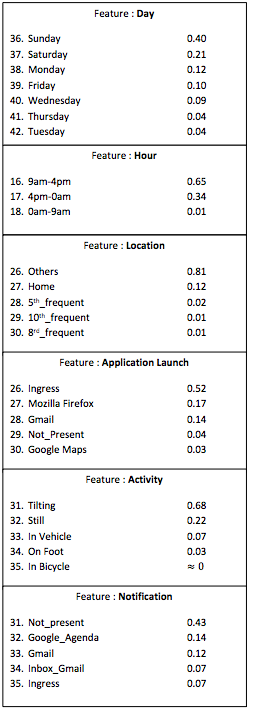 Feature : Day
36. Sunday 0.40
37. Saturday 0.21
38. Monday 0.12
39. Friday 0.10
40. Wednesday 0.09
41. Thursday 0.04
42. Tuesday 0.04
Feature : Hour
16. 9am-4pm 0.65
17. 4pm-0am 0.34
18. 0am-9am 0.01
Feature : Location
26. Others 0.81
27. Home 0.12
28. 5th_frequent 0.02
29. 10th_frequent 0.01
30. 8rd_frequent 0.01
Feature : Application Launch
26. Ingress 0.52
27. Mozilla Firefox 0.17
28. Gmail 0.14
29. Not_Present 0.04
30. Google Maps 0.03
Feature : Activity
31. Tilting 0.68
32. Still 0.22
33. In Vehicle 0.07
34. On Foot 0.03
35. In Bicycle ≈ 0
Feature : Notification
31. Not_present 0.43
32. Google_Agenda 0.14
33. Gmail 0.12
34. Inbox_Gmail 0.07
35. Ingress 0.07